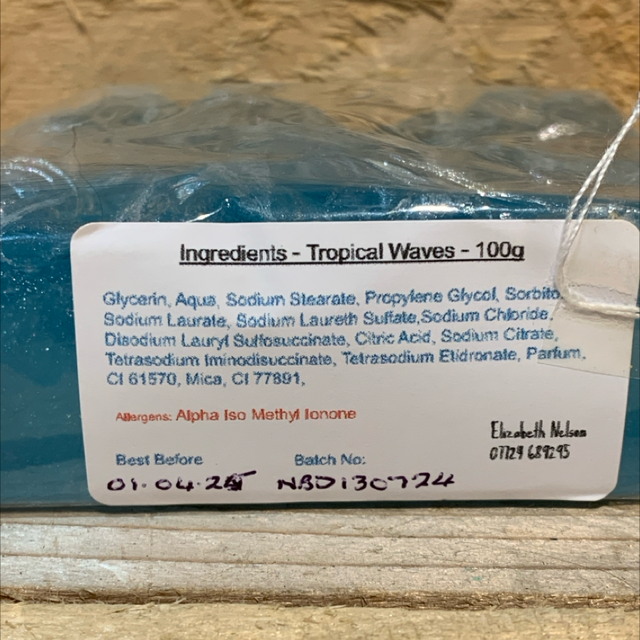 Ingredients - Tropical Waves - 100g
Glycerin, Aqua, Sodium Stearate, Propylene Glycol, Sorbito
Sodium Laurate, Sodium Laureth Sulfate,Sodium Chloride,
Disodium Lauryl Sulfosuccinate, Citric Acid, Sodium Citrate,
Tetrasodium Iminodisuccinate, Tetrasodium Etidronate, Parfum,
CI 61570, Mica, CI 77891,
Allergens: Alpha Iso Methyl Ionone
Elizabeth Nelson
07729 689295
Best Before Batch No:
01.04.25 NBD130724